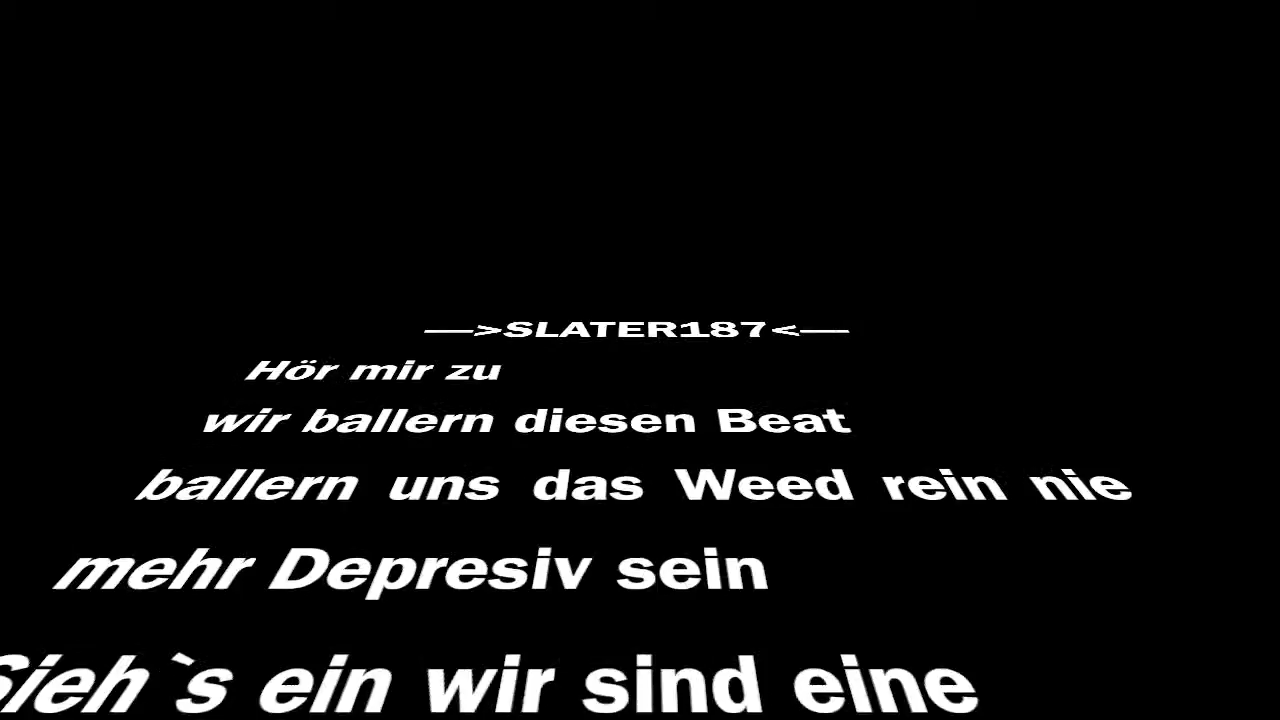 —>SLATER187<—
Hör mir zu
wir ballern diesen Beat
ballern uns das Weed rein nie
mehr Depresiv sein
Sieh`s ein wir sind eine